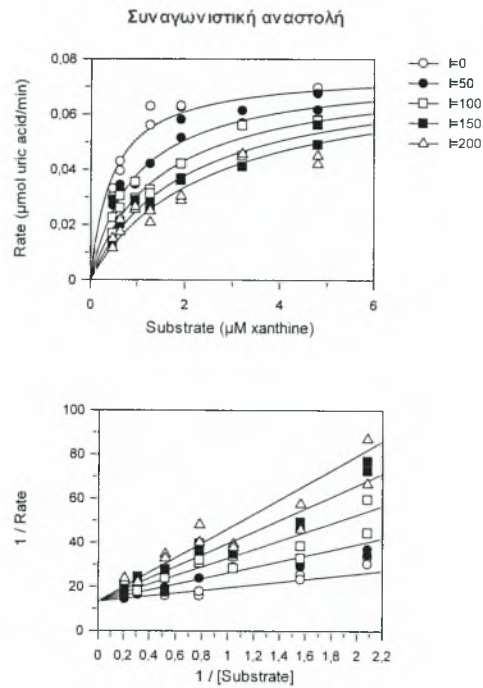 Συναγωνιστική αναστολή
0,08
0,06
0,04
0,02
0
Rate (μmol uric acid/min)
0 2 4 6
Substrate (μM xanthine)
I=0
I=50
I=100
I=150
I=200
100
80
60
40
20
0
1 / Rate
0 0,2 0,4 0,6 0,8 1 1,2 1,4 1,6 1,8 2 2,2
1 / [Substrate]